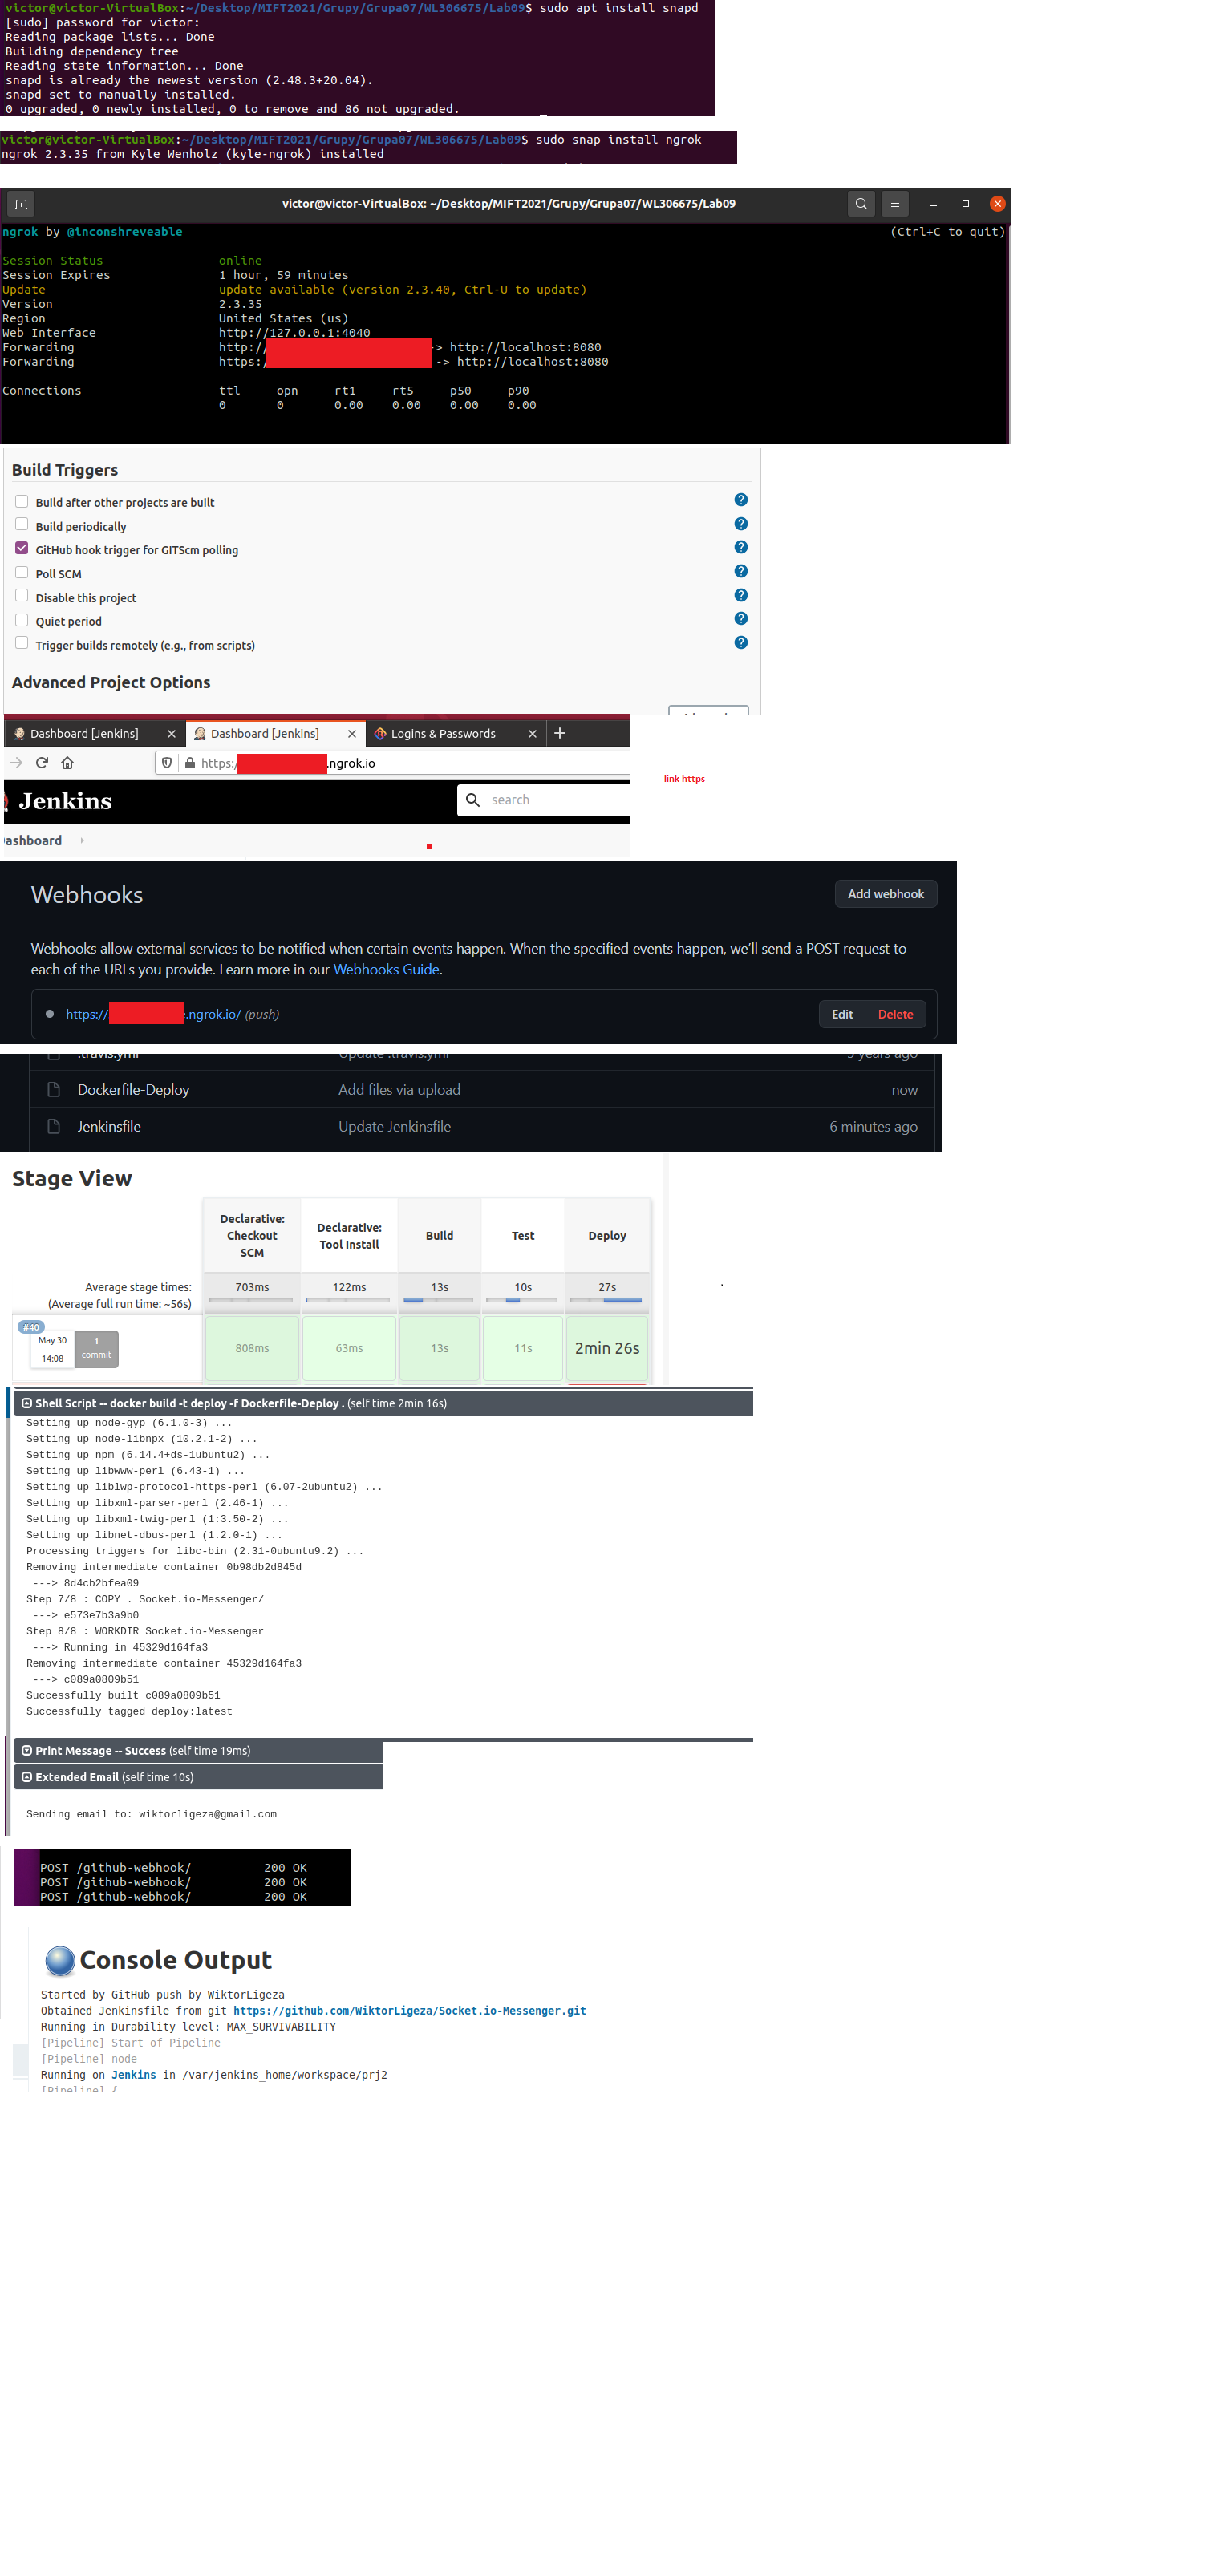 victor@victor-VirtualBox:~/Desktop/MIFT2021/Grupy/Grupa07/WL306675/Lab09$ sudo apt install snapd
[sudo] password for victor:
Reading package lists... Done
Building dependency tree
Reading state information... Done
snapd is already the newest version (2.48.3+20.04).
snapd set to manually installed.
0 upgraded, 0 newly installed, 0 to remove and 86 not upgraded.
victor@victor-VirtualBox:~/Desktop/MIFT2021/Grupy/Grupa07/WL306675/Lab09$ sudo snap install ngrok
ngrok 2.3.35 from Kyle Wenholz (kyle-ngrok) installed
victor@victor-VirtualBox: ~/Desktop/MIFT2021/Grupy/Grupa07/WL306675/Lab09
ngrok by @inconshreveable (Ctrl+C to quit)
Session Status online
Session Expires 1 hour, 59 minutes
Update update available (version 2.3.40, Ctrl-U to update)
Version 2.3.35
Region United States (us)
Web Interface http://127.0.0.1:4040
Forwarding http:// -> http://localhost:8080
Forwarding https:/ -> http://localhost:8080
Connections ttl opn rt1 rt5 p50 p90
0 0 0.00 0.00 0.00 0.00
Build Triggers
Build after other projects are built
Build periodically
GitHub hook trigger for GITScm polling
Poll SCM
Disable this project
Quiet period
Trigger builds remotely (e.g., from scripts)
Advanced Project Options
Dashboard [Jenkins] Dashboard [Jenkins] Logins & Passwords
https:/ .ngrok.io
link https
Jenkins search
ashboard
Webhooks Add webhook
Webhooks allow external services to be notified when certain events happen. When the specified events happen, we'll send a POST request to
each of the URLs you provide. Learn more in our Webhooks Guide.
https:// .ngrok.io/ (push) Edit Delete
.travis.yml Update .travis.yml 5 years ago
Dockerfile-Deploy Add files via upload now
Jenkinsfile Update Jenkinsfile 6 minutes ago
Stage View
Declarative: Checkout SCM Declarative: Tool Install Build Test Deploy
Average stage times: 703ms 122ms 13s 10s 27s
(Average full run time: ~56s)
#40
May 30 14:08 1 commit 808ms 63ms 13s 11s 2min 26s
Shell Script -- docker build -t deploy -f Dockerfile-Deploy . (self time 2min 16s)
Setting up node-gyp (6.1.0-3) ...
Setting up node-libnpx (10.2.1-2) ...
Setting up npm (6.14.4+ds-1ubuntu2) ...
Setting up libwww-perl (6.43-1) ...
Setting up liblwp-protocol-https-perl (6.07-2ubuntu2) ...
Setting up libxml-parser-perl (2.46-1) ...
Setting up libxml-twig-perl (1:3.50-2) ...
Setting up libnet-dbus-perl (1.2.0-1) ...
Processing triggers for libc-bin (2.31-0ubuntu9.2) ...
Removing intermediate container 0b98db2d845d
---> 8d4cb2bfea09
Step 7/8 : COPY . Socket.io-Messenger/
---> e573e7b3a9b0
Step 8/8 : WORKDIR Socket.io-Messenger
---> Running in 45329d164fa3
Removing intermediate container 45329d164fa3
---> c089a0809b51
Successfully built c089a0809b51
Successfully tagged deploy:latest
Print Message -- Success (self time 19ms)
Extended Email (self time 10s)
Sending email to: wiktorligeza@gmail.com
POST /github-webhook/ 200 OK
POST /github-webhook/ 200 OK
POST /github-webhook/ 200 OK
Console Output
Started by GitHub push by WiktorLigeza
Obtained Jenkinsfile from git https://github.com/WiktorLigeza/Socket.io-Messenger.git
Running in Durability level: MAX_SURVIVABILITY
[Pipeline] Start of Pipeline
[Pipeline] node
Running on Jenkins in /var/jenkins_home/workspace/prj2
[Pipeline] {